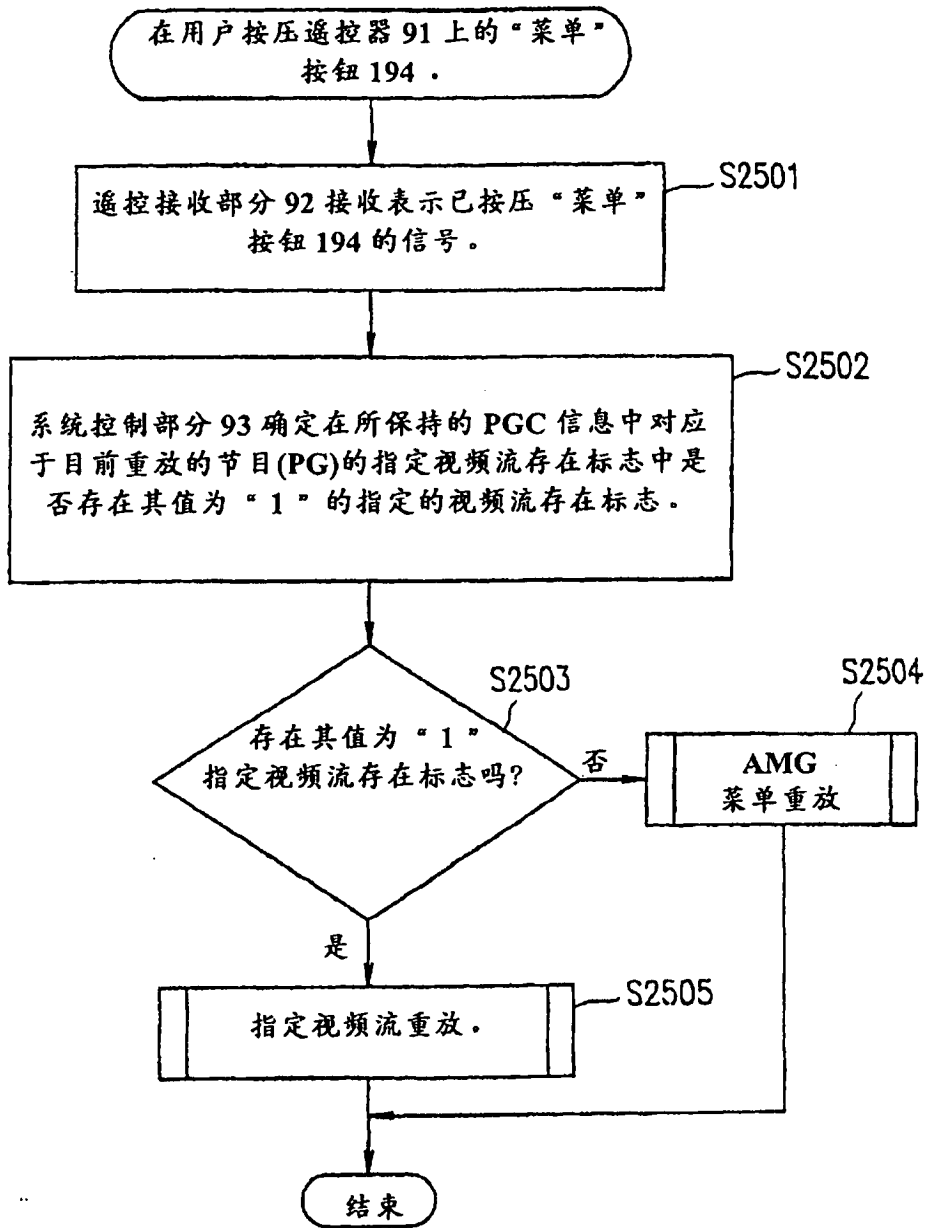 在用户按压遥控器 91 上的“菜单”
按钮 194 .
S2501
遥控接收部分 92 接收表示已按压“菜单”
按钮 194 的信号。
S2502
系统控制部分 93 确定在所保持的 PGC 信息中对应
于目前重放的节目(PG)的指定视频流存在标志中是
否存在其值为“1”的指定的视频流存在标志。
S2503
存在其值为“1”
指定视频流存在标志吗?
否
S2504
AMG
菜单重放
是
S2505
指定视频流重放.
结束